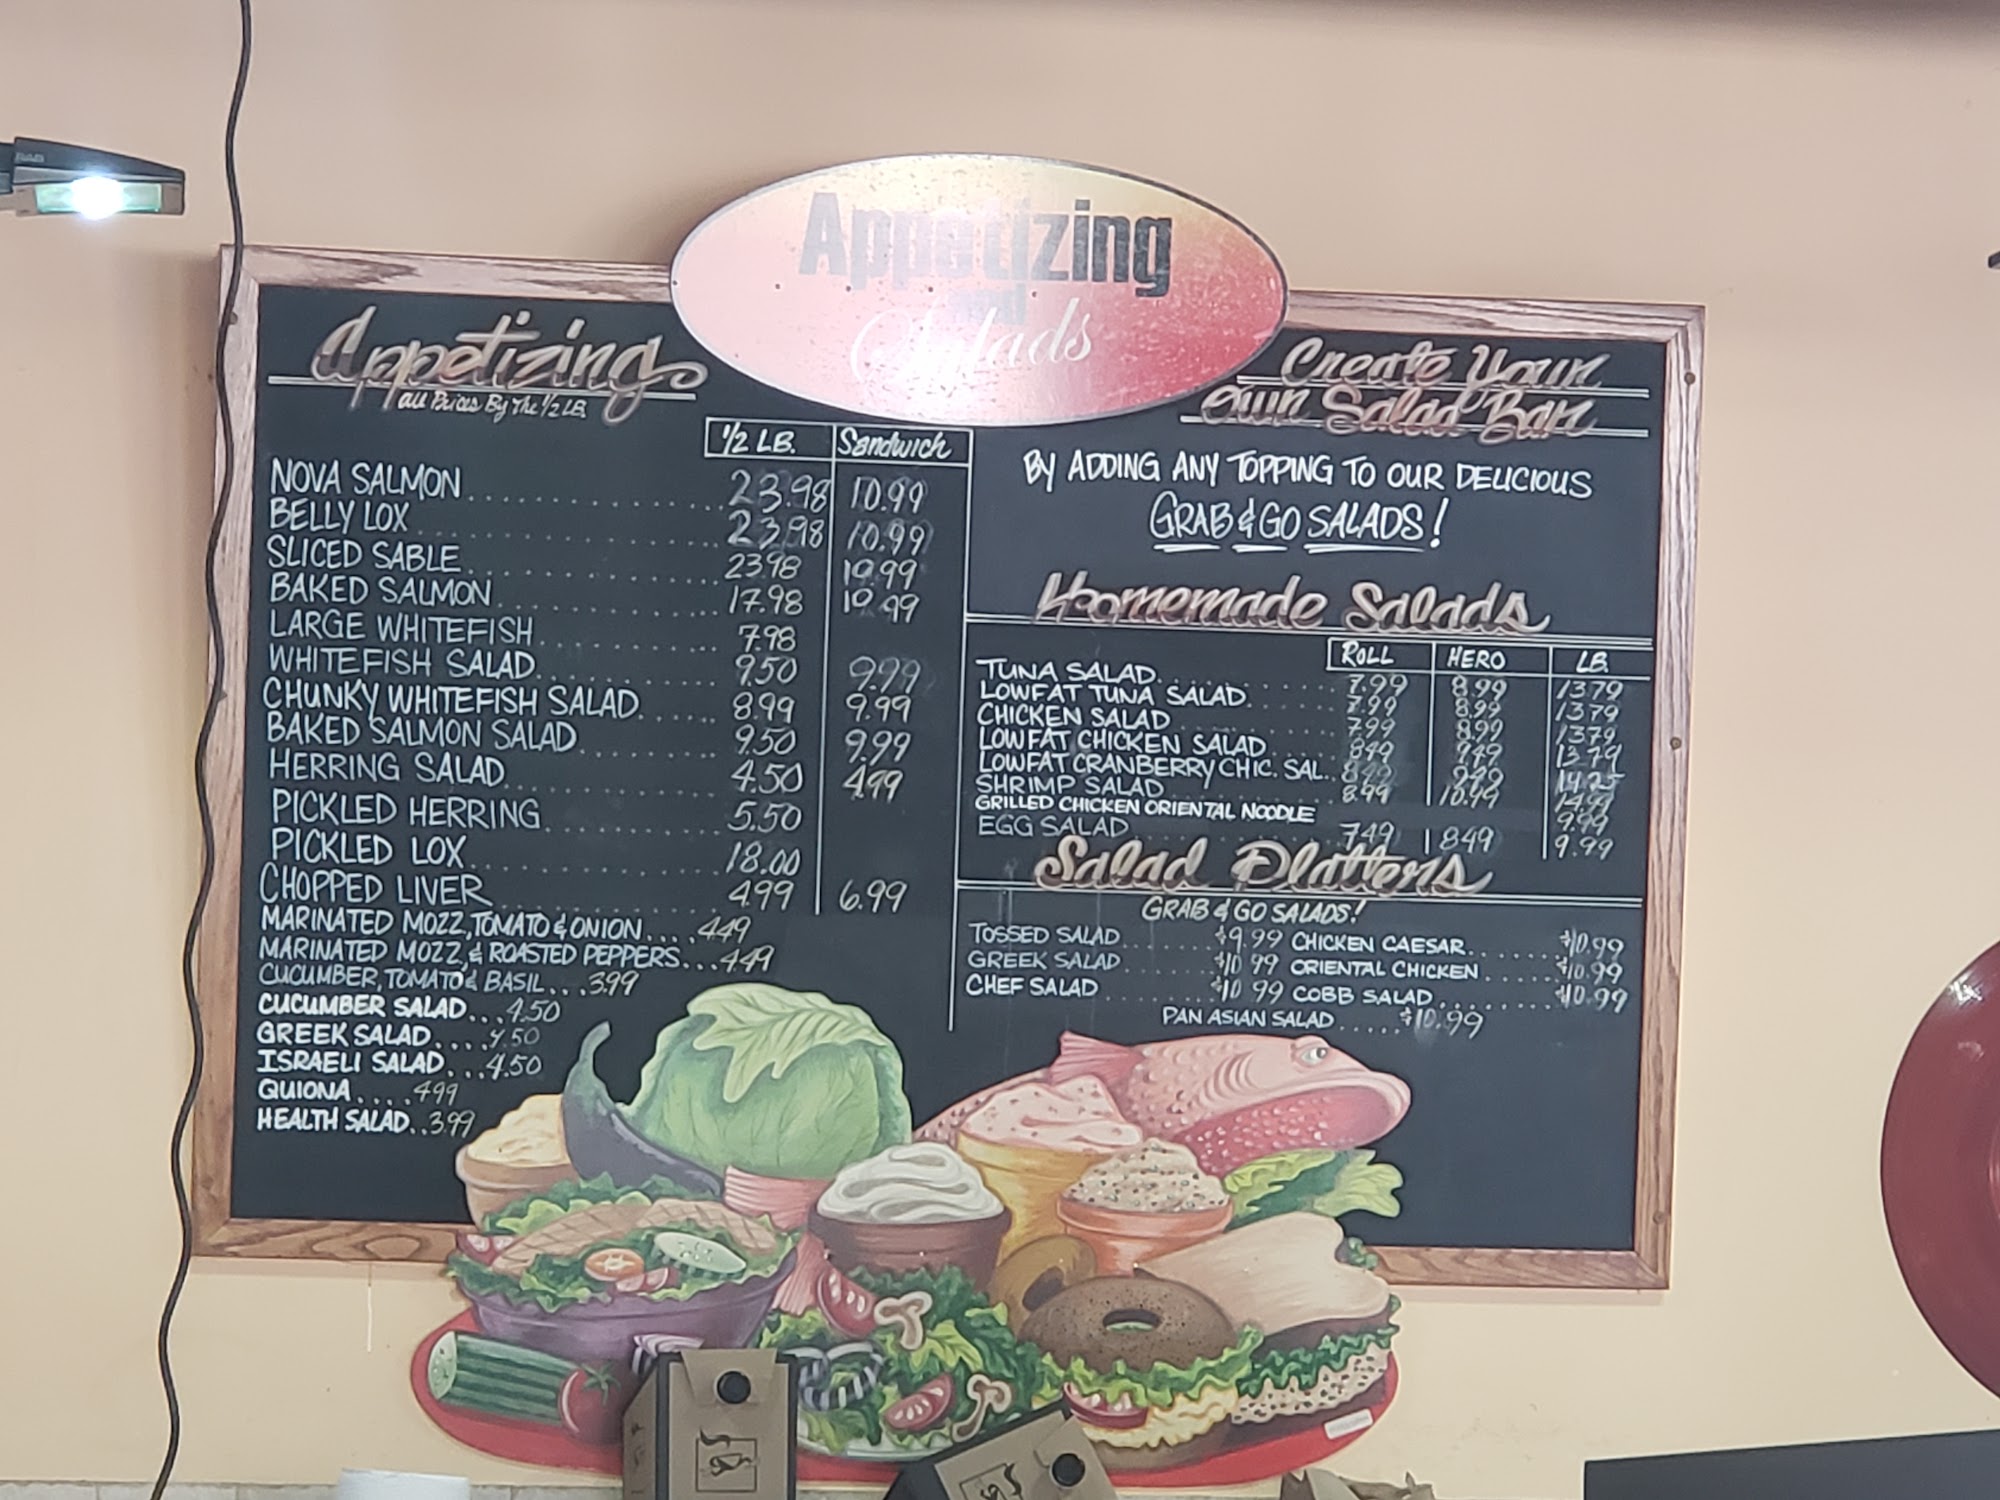 Appetizing
and
Salads
Appetizing
all Prices By The 1/2 LB.
1/2 LB. Sandwich
NOVA SALMON 23.98 10.99
BELLY LOX 23.98 10.99
SLICED SABLE 23.98 19.99
BAKED SALMON 17.98 10.99
LARGE WHITEFISH 7.98
WHITEFISH SALAD 9.50 9.99
CHUNKY WHITEFISH SALAD 8.99 9.99
BAKED SALMON SALAD 9.50 9.99
HERRING SALAD 4.50 4.99
PICKLED HERRING 5.50
PICKLED LOX 18.00
CHOPPED LIVER 4.99 6.99
MARINATED MOZZ, TOMATO & ONION.... 4.49
MARINATED MOZZ, & ROASTED PEPPERS... 4.49
CUCUMBER, TOMATO & BASIL... 3.99
CUCUMBER SALAD... 4.50
GREEK SALAD.... 4.50
ISRAELI SALAD... 4.50
QUIONA.... 4.99
HEALTH SALAD.. 3.99
Create Your
Own Salad Bar
BY ADDING ANY TOPPING TO OUR DELICIOUS
GRAB & GO SALADS!
Homemade Salads
ROLL HERO LB.
TUNA SALAD 7.99 8.99 13.79
LOWFAT TUNA SALAD 7.99 8.99 13.79
CHICKEN SALAD 7.99 8.99 13.79
LOWFAT CHICKEN SALAD 8.49 9.49 13.79
LOWFAT CRANBERRY CHIC. SAL.. 8.49 9.49 14.25
SHRIMP SALAD 8.99 10.49 14.99
GRILLED CHICKEN ORIENTAL NOODLE 9.99
EGG SALAD 7.49 8.49 9.99
Salad Platters
GRAB & GO SALADS!
TOSSED SALAD $9.99 CHICKEN CAESAR $10.99
GREEK SALAD $10.99 ORIENTAL CHICKEN $10.99
CHEF SALAD $10.99 COBB SALAD $10.99
PAN ASIAN SALAD..... $10.99